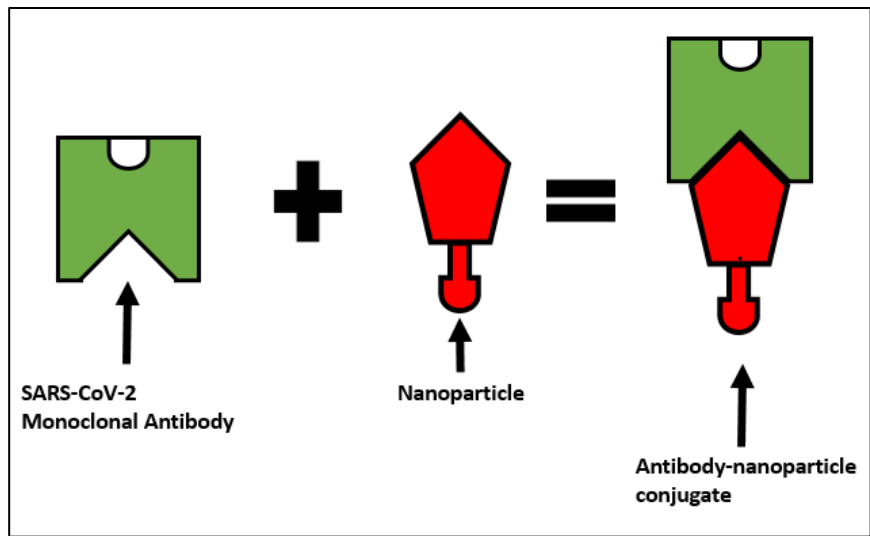 SARS-CoV-2
Monoclonal Antibody
Nanoparticle
Antibody-nanoparticle
conjugate